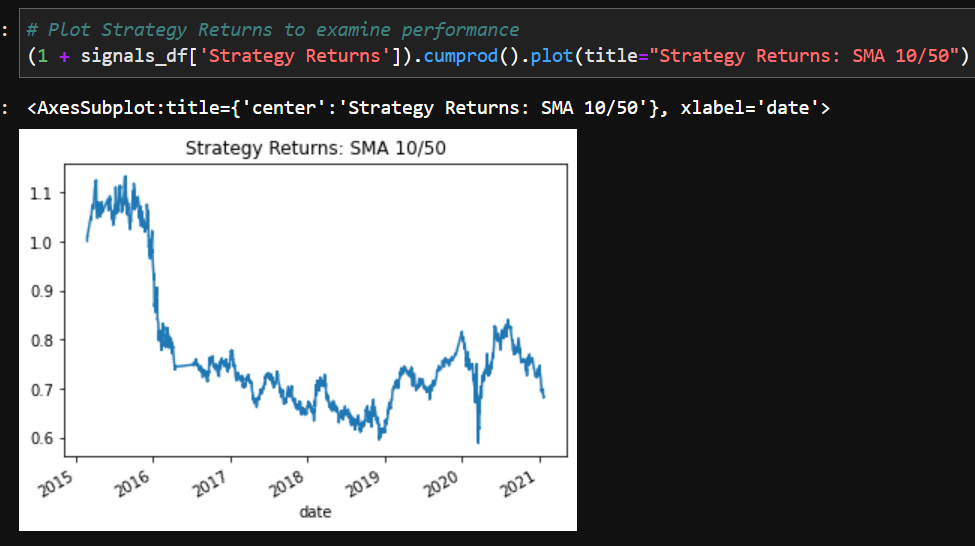 : # Plot Strategy Returns to examine performance
(1 + signals_df['Strategy Returns']).cumprod().plot(title="Strategy Returns: SMA 10/50")
: <AxesSubplot:title={'center':'Strategy Returns: SMA 10/50'}, xlabel='date'>
Strategy Returns: SMA 10/50
1.1
1.0
0.9
0.8
0.7
0.6
2015 2016 2017 2018 2019 2020 2021
date